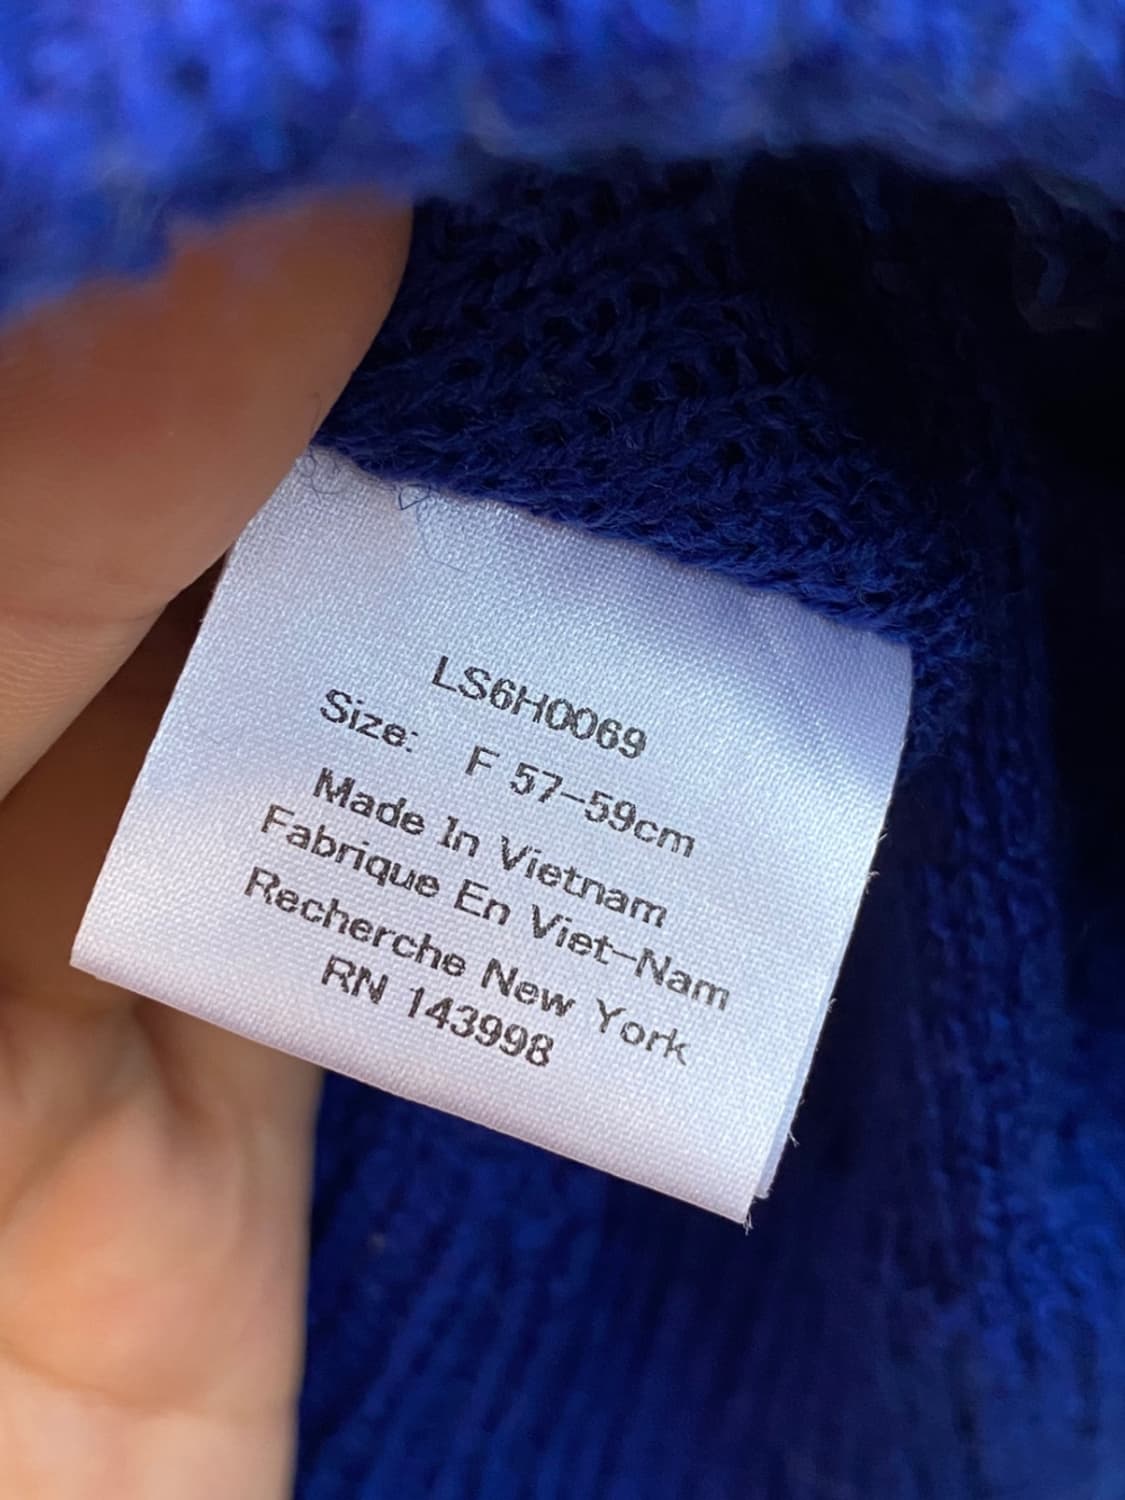 LS6H0069
Size: F 57-59cm
Made In Vietnam
Fabrique En Viet-Nam
Recherche New York
RN 143998